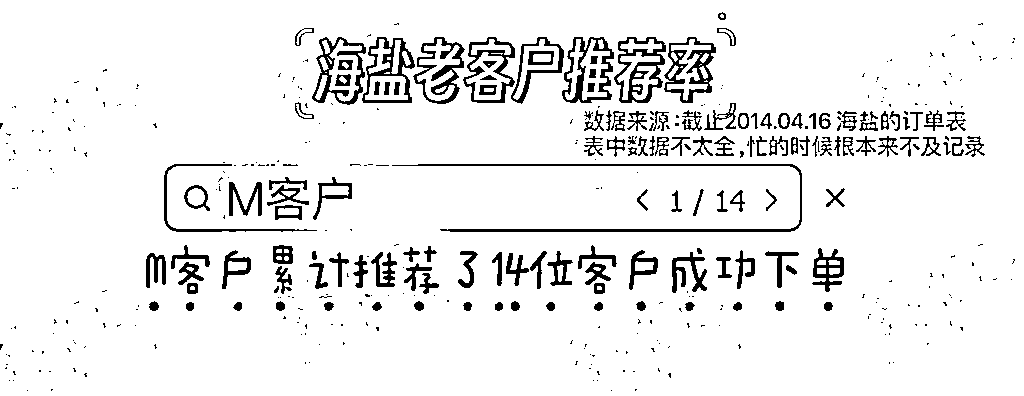 海盐老客户推荐率
数据来源:截止2014.04.16 海盐的订单表
表中数据不太全,忙的时候根本来不及记录
M客户 < 1 / 14 > ×
M客户累计推荐了14位客户成功下单